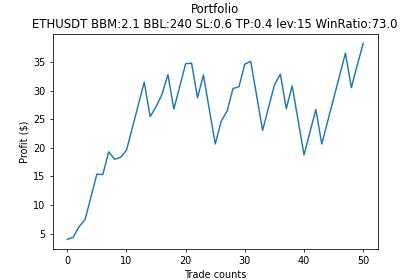 Portfolio
ETHUSDT BBM:2.1 BBL:240 SL:0.6 TP:0.4 lev:15 WinRatio:73.0
Profit ($)
35
30
25
20
15
10
5
0 10 20 30 40 50
Trade counts